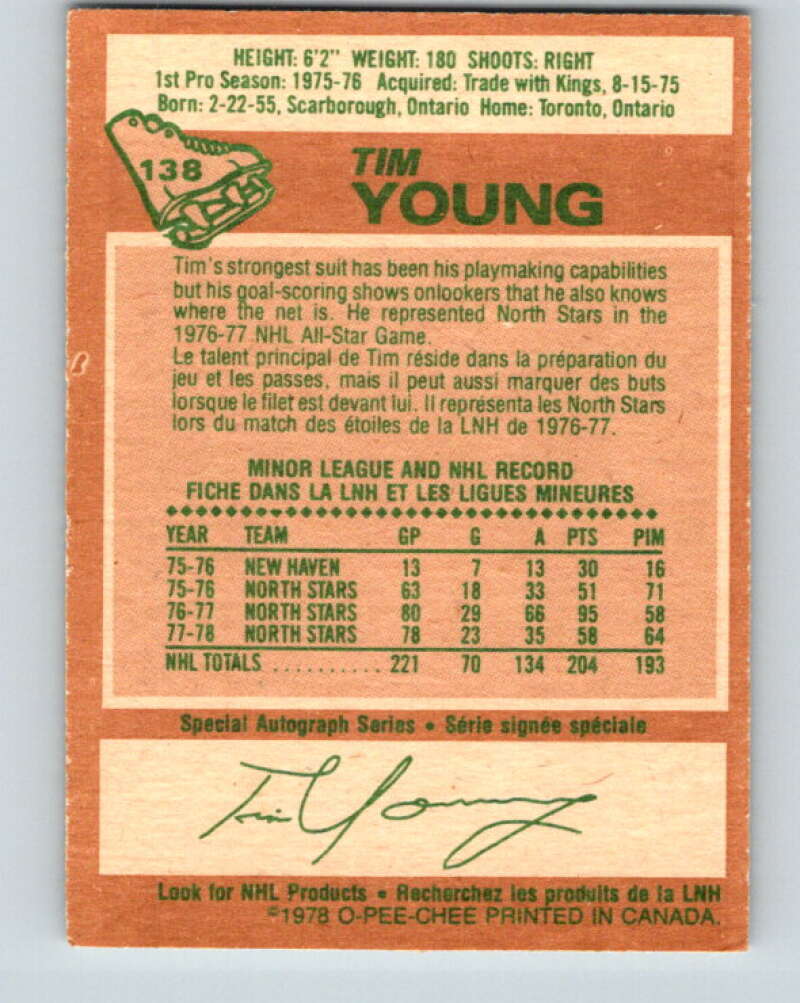 HEIGHT: 6'2" WEIGHT: 180 SHOOTS: RIGHT
1st Pro Season: 1975-76 Acquired: Trade with Kings, 8-15-75
Born: 2-22-55, Scarborough, Ontario Home: Toronto, Ontario
138
TIM
YOUNG
Tim's strongest suit has been his playmaking capabilities
but his goal-scoring shows onlookers that he also knows
where the net is. He represented North Stars in the
1976-77 NHL All-Star Game.
Le talent principal de Tim réside dans la préparation du
jeu et les passes, mais il peut aussi marquer des buts
lorsque le filet est devant lui. Il représenta les North Stars
lors du match des étoiles de la LNH de 1976-77.
MINOR LEAGUE AND NHL RECORD
FICHE DANS LA LNH ET LES LIGUES MINEURES
YEAR TEAM GP G A PTS PIM
75-76 NEW HAVEN 13 7 13 30 16
75-76 NORTH STARS 63 18 33 51 71
76-77 NORTH STARS 80 29 66 95 58
77-78 NORTH STARS 78 23 35 58 64
NHL TOTALS .......... 221 70 134 204 193
Special Autograph Series • Série signée spéciale
Tim Young
Look for NHL Products • Recherchez les produits de la LNH
©1978 O-PEE-CHEE PRINTED IN CANADA.